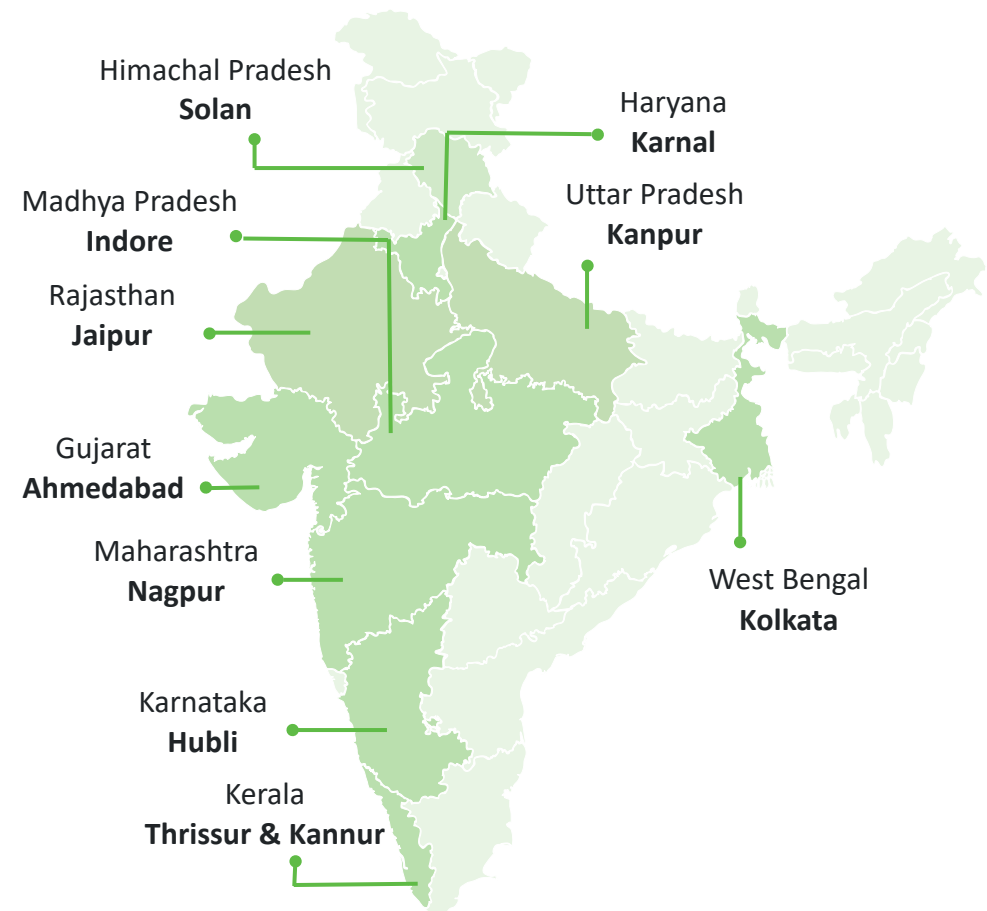 Himachal Pradesh
Solan
Haryana
Karnal
Madhya Pradesh
Indore
Uttar Pradesh
Kanpur
Rajasthan
Jaipur
Gujarat
Ahmedabad
Maharashtra
Nagpur
West Bengal
Kolkata
Karnataka
Hubli
Kerala
Thrissur & Kannur